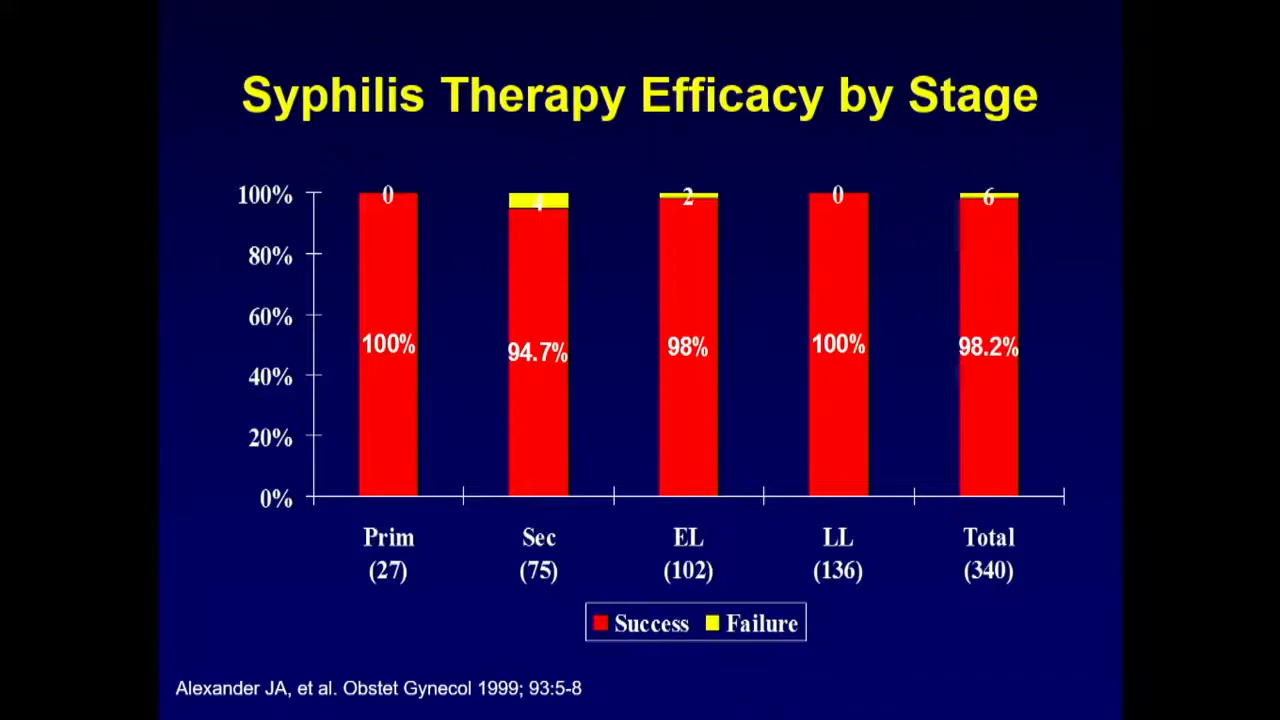 Syphilis Therapy Efficacy by Stage
100%
80%
60%
40%
20%
0%
0
4
2
0
6
100%
94.7%
98%
100%
98.2%
Prim
(27)
Sec
(75)
EL
(102)
LL
(136)
Total
(340)
Success
Failure
Alexander JA, et al. Obstet Gynecol 1999; 93:5-8